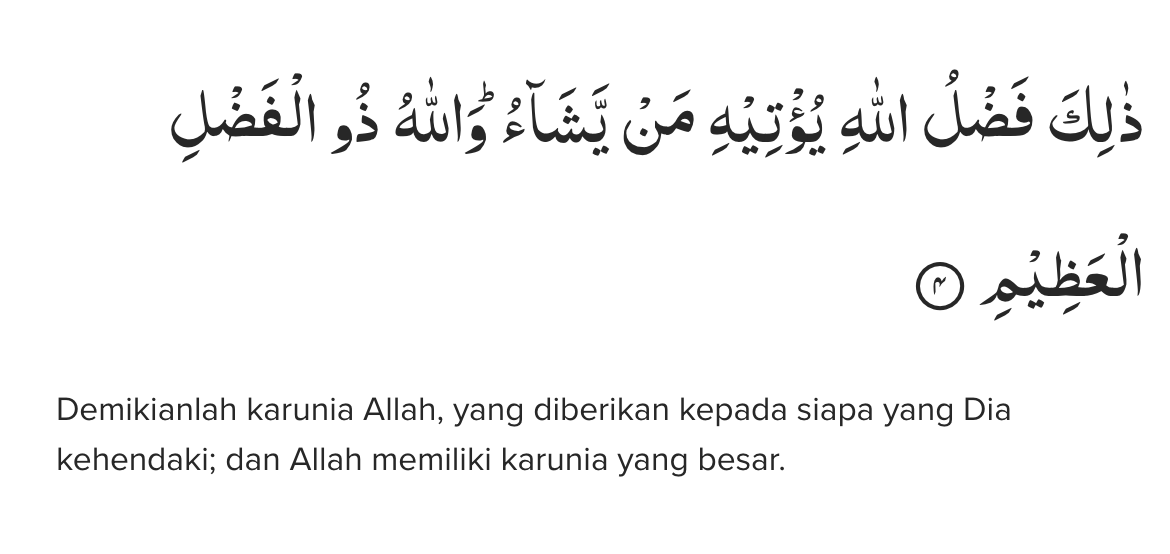 ذٰلِكَ فَضْلُ اللّٰهِ يُؤْتِيْهِ مَنْ يَّشَاۤءُۗ وَاللّٰهُ ذُو الْفَضْلِ
الْعَظِيْمِ ۴
Demikianlah karunia Allah, yang diberikan kepada siapa yang Dia
kehendaki; dan Allah memiliki karunia yang besar.